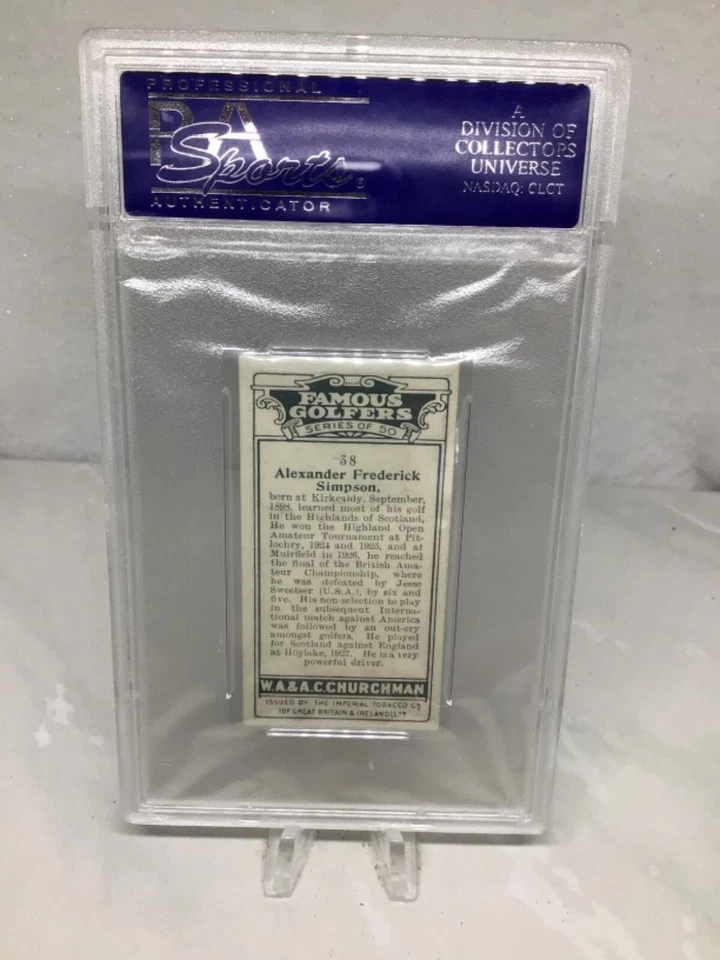 PROFESSIONAL
PSA
Sports
AUTHENTICATOR
A
DIVISION OF
COLLECTORS
UNIVERSE
NASDAQ: CLCT
FAMOUS
GOLFERS
SERIES OF 50
38
Alexander Frederick
Simpson,
born at Kirkcaldy, September,
1898, learned most of his golf
in the Highlands of Scotland,
He won the Highland Open
Amateur Tournament at Pit-
lochry, 1924 and 1925, and at
Muirfield in 1926, he reached
the final of the British Ama-
teur Championship, where
he was defeated by Jesse
Sweetser (U.S.A.), by six and
five. His non-selection to play
in the subsequent Interna-
tional match against America
was followed by an out-cry
amongst golfers. He played
for Scotland against England
at Hoylake, 1927. He is a very
powerful driver.
W.A.& A.C. CHURCHMAN
ISSUED BY THE IMPERIAL TOBACCO Co.
(OF GREAT BRITAIN & IRELAND) LTD